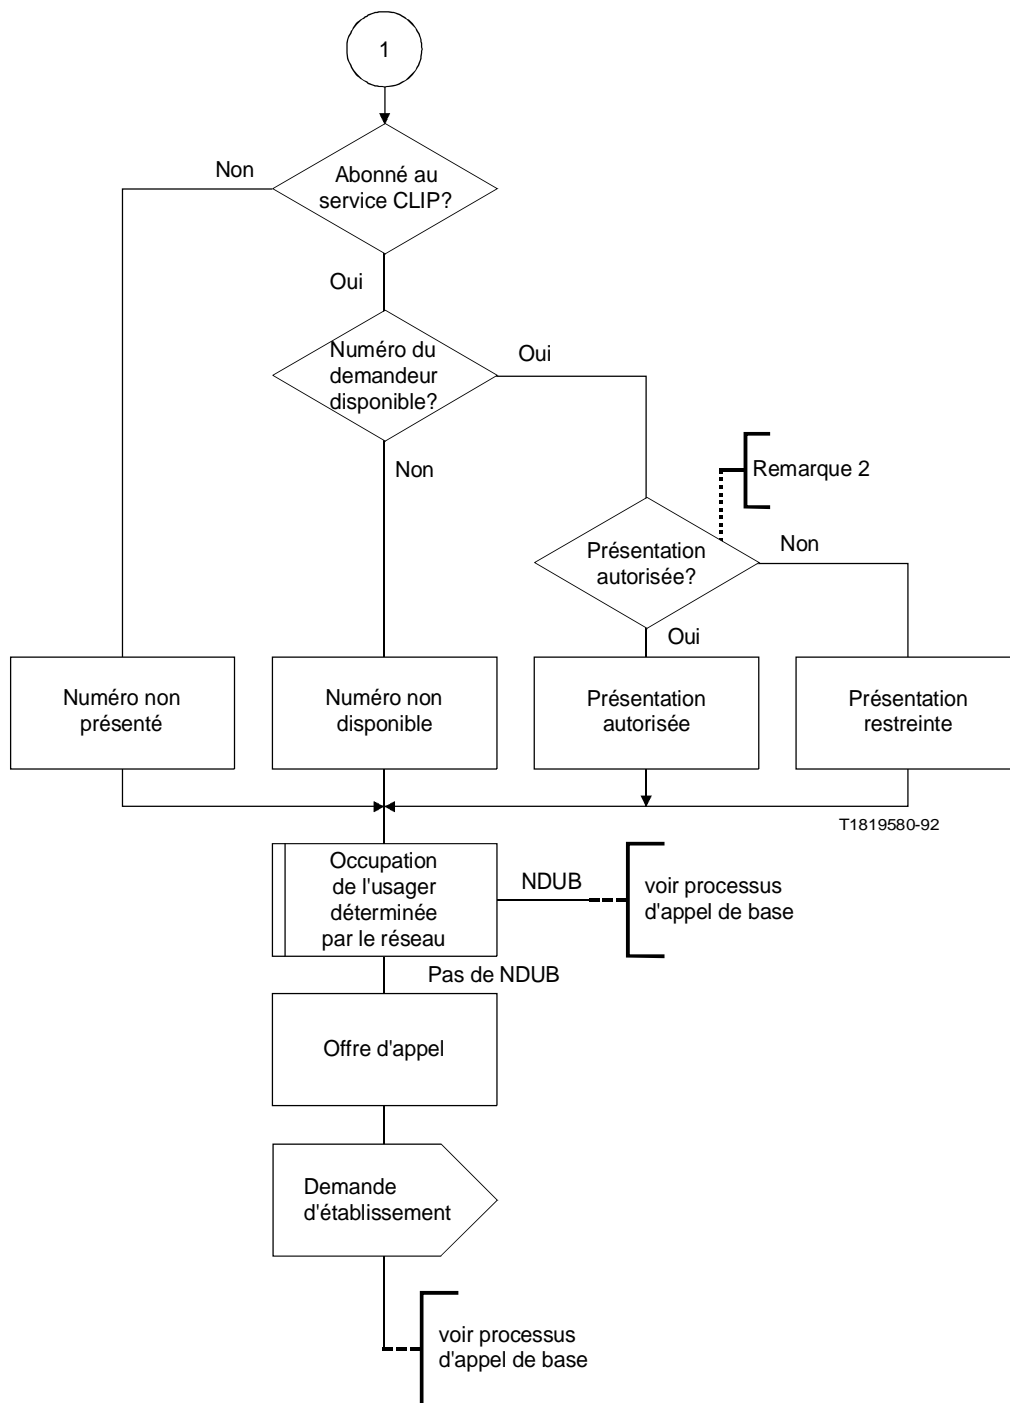 1
Non
Abonné au
service CLIP?
Oui
Numéro du
demandeur
disponible?
Oui
Non
Remarque 2
Présentation
autorisée?
Non
Oui
Numéro non
présenté
Numéro non
disponible
Présentation
autorisée
Présentation
restreinte
T1819580-92
Occupation
de l'usager
déterminée
par le réseau
NDUB
voir processus
d'appel de base
Pas de NDUB
Offre d'appel
Demande
d'établissement
voir processus
d'appel de base